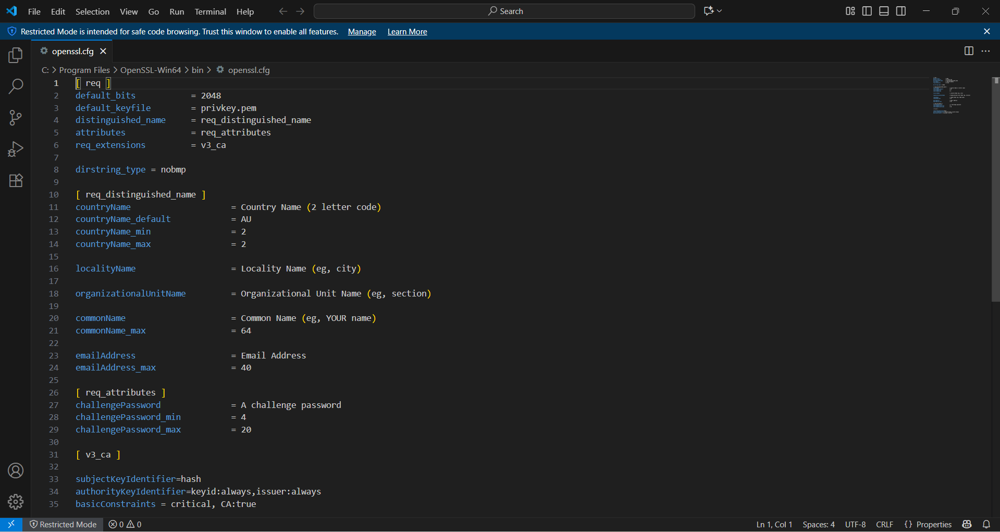 File Edit Selection View Go Run Terminal Help Search
Restricted Mode is intended for safe code browsing. Trust this window to enable all features. Manage Learn More
openssl.cfg
C: > Program Files > OpenSSL-Win64 > bin > openssl.cfg
1 [ req ]
2 default_bits = 2048
3 default_keyfile = privkey.pem
4 distinguished_name = req_distinguished_name
5 attributes = req_attributes
6 req_extensions = v3_ca
7
8 dirstring_type = nobmp
9
10 [ req_distinguished_name ]
11 countryName = Country Name (2 letter code)
12 countryName_default = AU
13 countryName_min = 2
14 countryName_max = 2
15
16 localityName = Locality Name (eg, city)
17
18 organizationalUnitName = Organizational Unit Name (eg, section)
19
20 commonName = Common Name (eg, YOUR name)
21 commonName_max = 64
22
23 emailAddress = Email Address
24 emailAddress_max = 40
25
26 [ req_attributes ]
27 challengePassword = A challenge password
28 challengePassword_min = 4
29 challengePassword_max = 20
30
31 [ v3_ca ]
32
33 subjectKeyIdentifier=hash
34 authorityKeyIdentifier=keyid:always,issuer:always
35 basicConstraints = critical, CA:true
Restricted Mode 0 0 Ln 1, Col 1 Spaces: 4 UTF-8 CRLF {} Properties